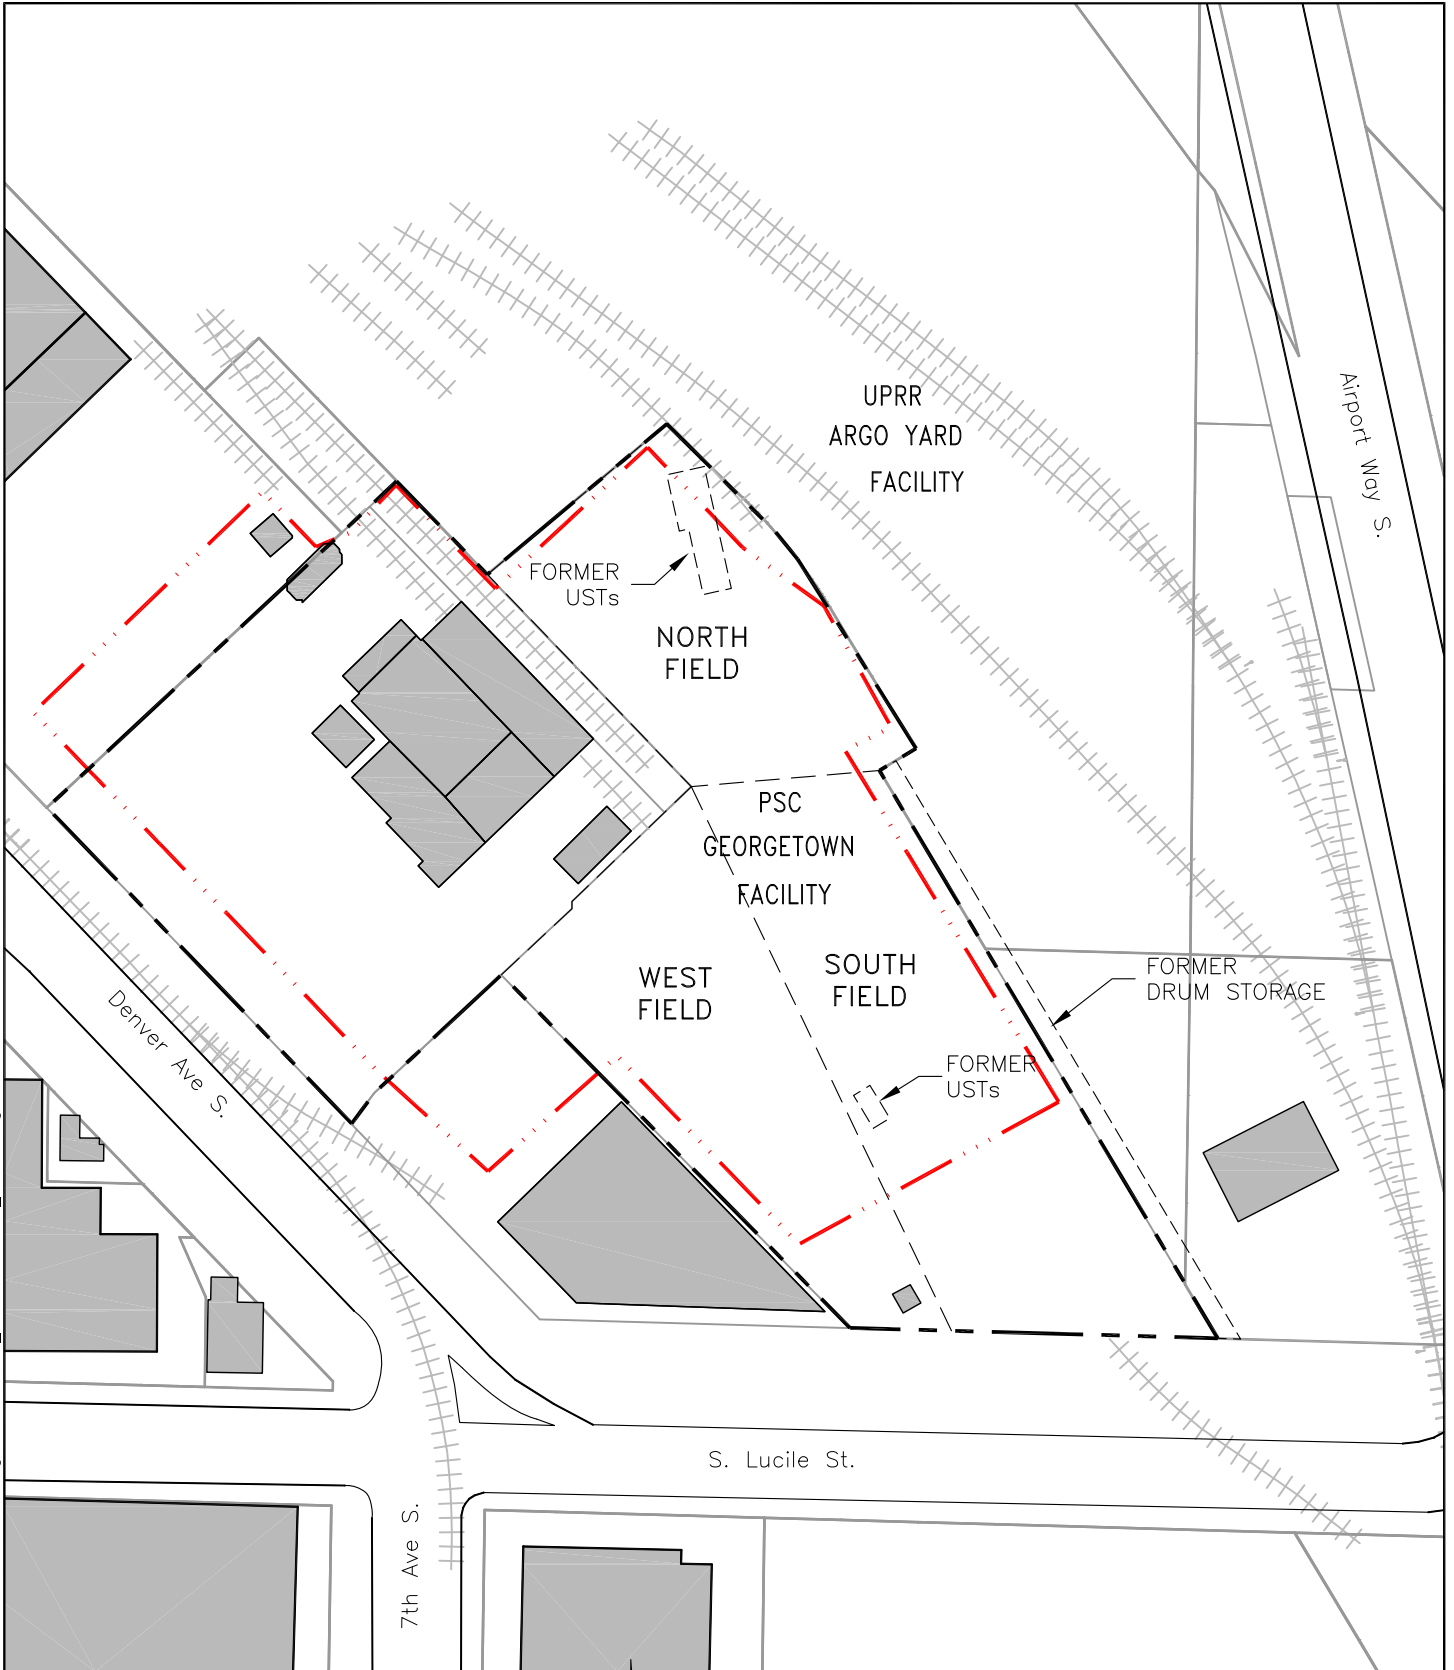 UPRR
ARGO YARD
FACILITY
Airport Way S.
FORMER
USTs
NORTH
FIELD
PSC
GEORGETOWN
FACILITY
WEST
FIELD
SOUTH
FIELD
FORMER
DRUM STORAGE
FORMER
USTs
Denver Ave S.
S. Lucile St.
7th Ave S.